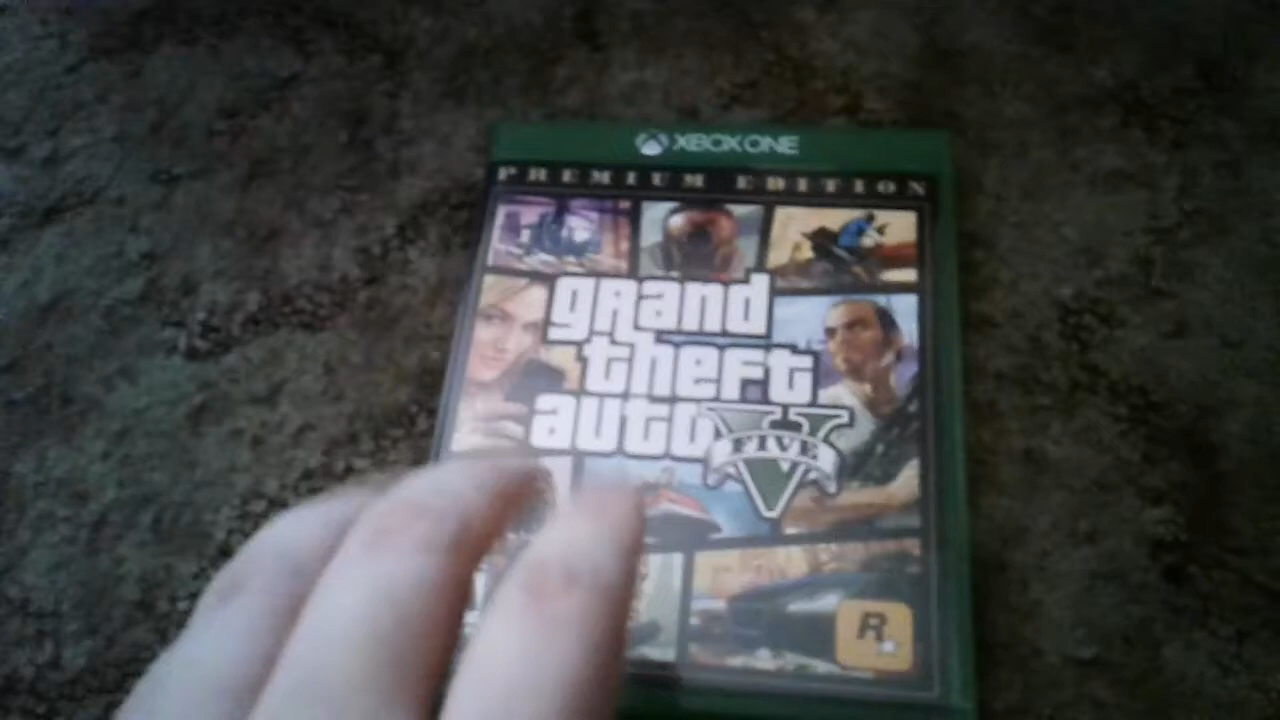 XBOX ONE
PREMIUM EDITION
grand
theft
auto V
FIVE
R